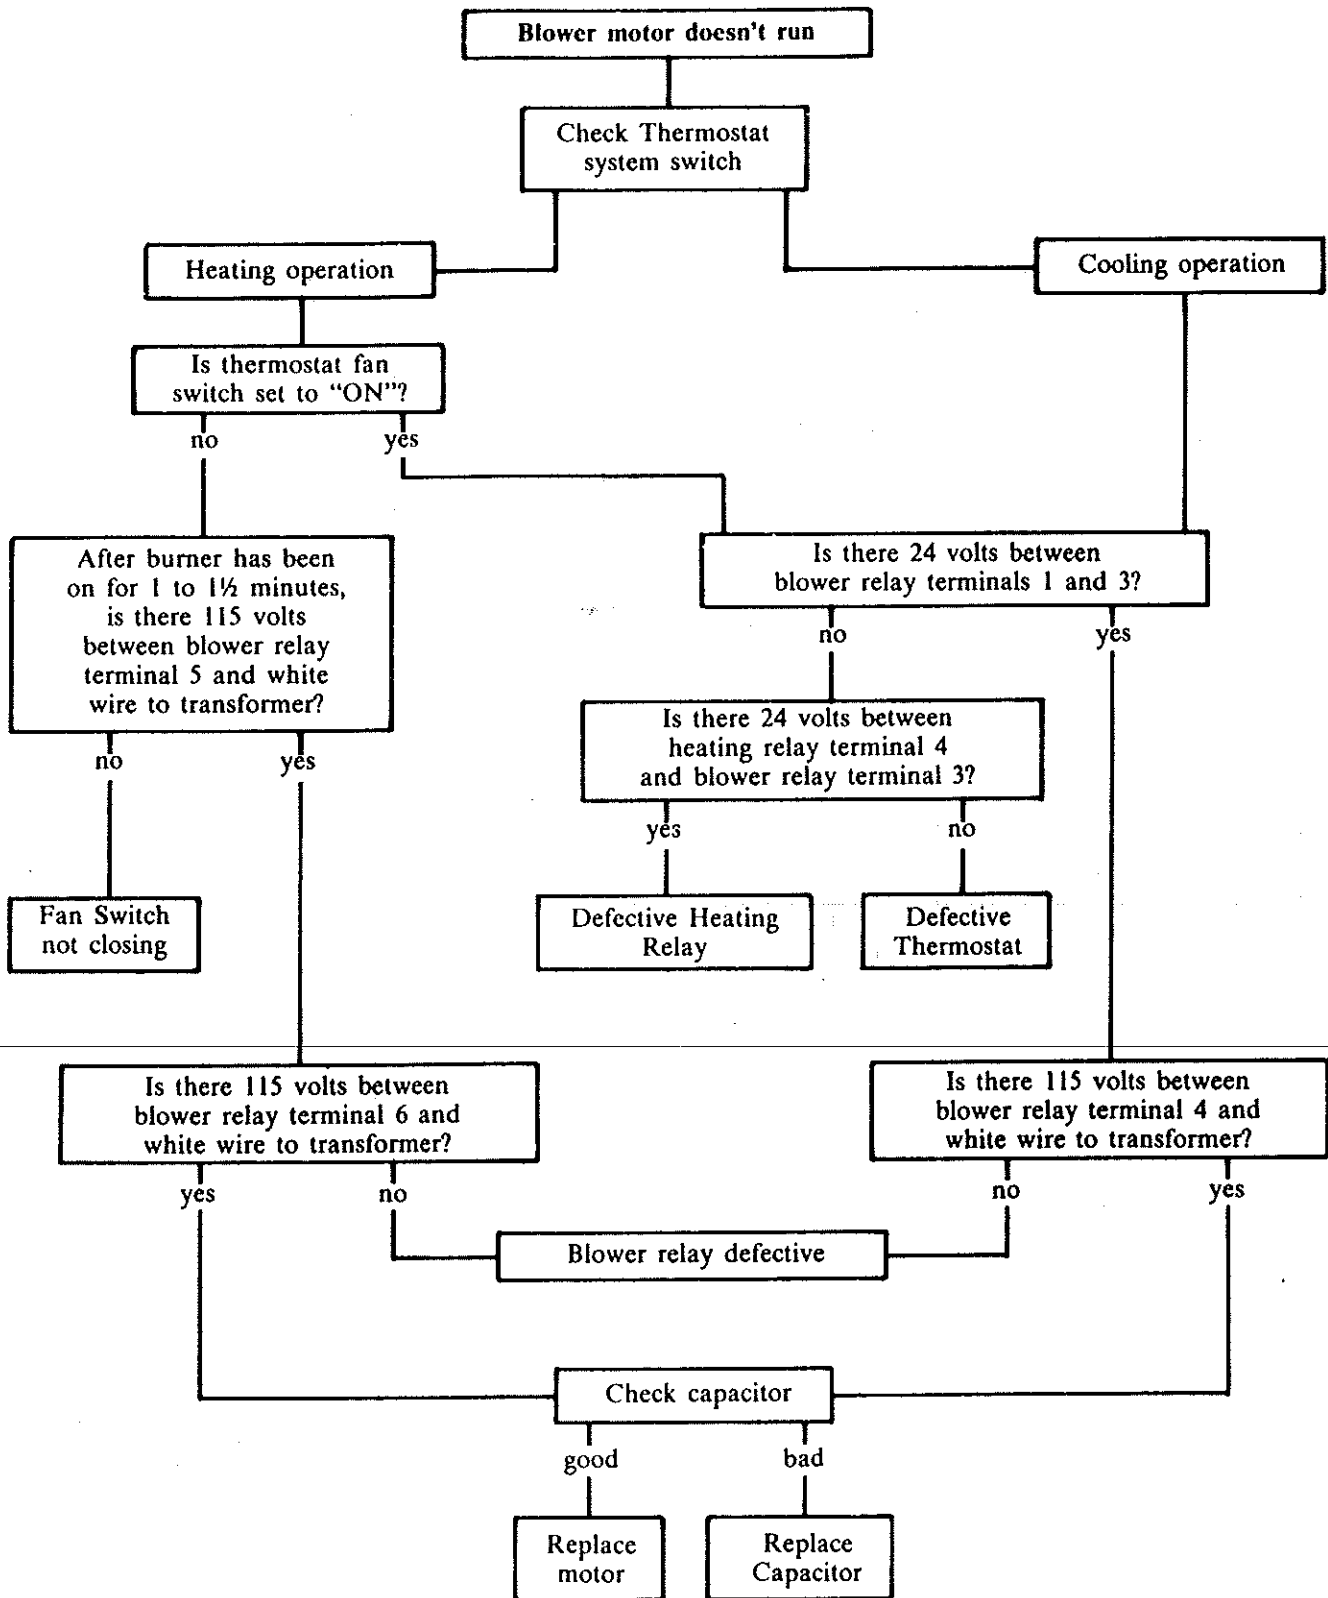 Blower motor doesn't run
Check Thermostat
system switch
Heating operation
Cooling operation
Is thermostat fan
switch set to “ON”?
no
yes
After burner has been
on for 1 to 1½ minutes,
is there 115 volts
between blower relay
terminal 5 and white
wire to transformer?
Is there 24 volts between
blower relay terminals 1 and 3?
no
yes
Is there 24 volts between
heating relay terminal 4
and blower relay terminal 3?
no
yes
yes
no
Fan Switch
not closing
Defective Heating
Relay
Defective
Thermostat
Is there 115 volts between
blower relay terminal 6 and
white wire to transformer?
Is there 115 volts between
blower relay terminal 4 and
white wire to transformer?
yes
no
no
yes
Blower relay defective
Check capacitor
good
bad
Replace
motor
Replace
Capacitor